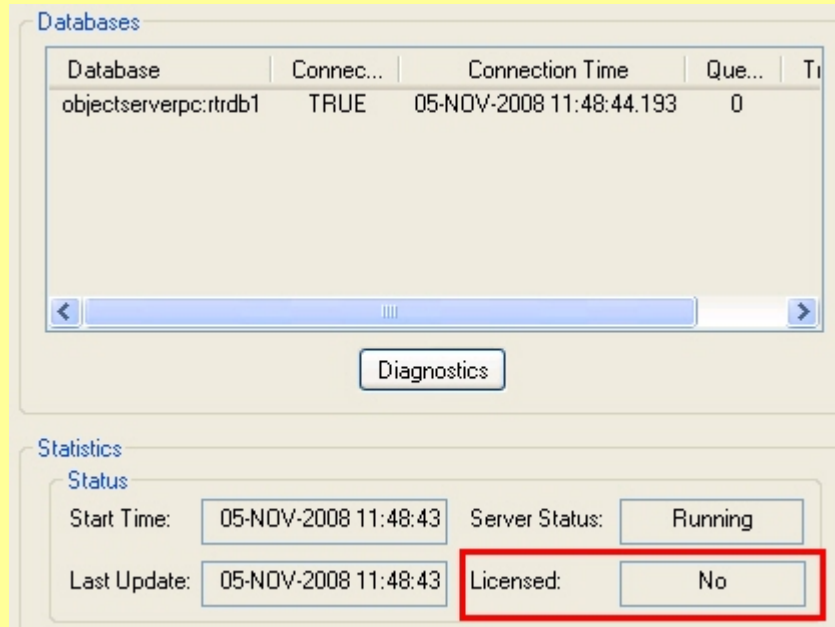 Databases
Database Connec... Connection Time Que... Tr
objectserverpc:rtrdb1 TRUE 05-NOV-2008 11:48:44.193 0
Diagnostics
Statistics
Status
Start Time: 05-NOV-2008 11:48:43 Server Status: Running
Last Update: 05-NOV-2008 11:48:43 Licensed: No